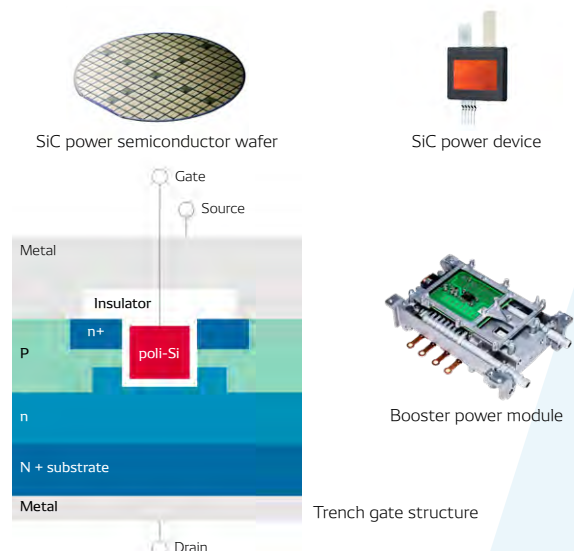 SiC power semiconductor wafer
SiC power device
Gate
Source
Metal
Insulator
n+
poli-Si
P
Booster power module
n
N + substrate
Metal
Trench gate structure
Drain